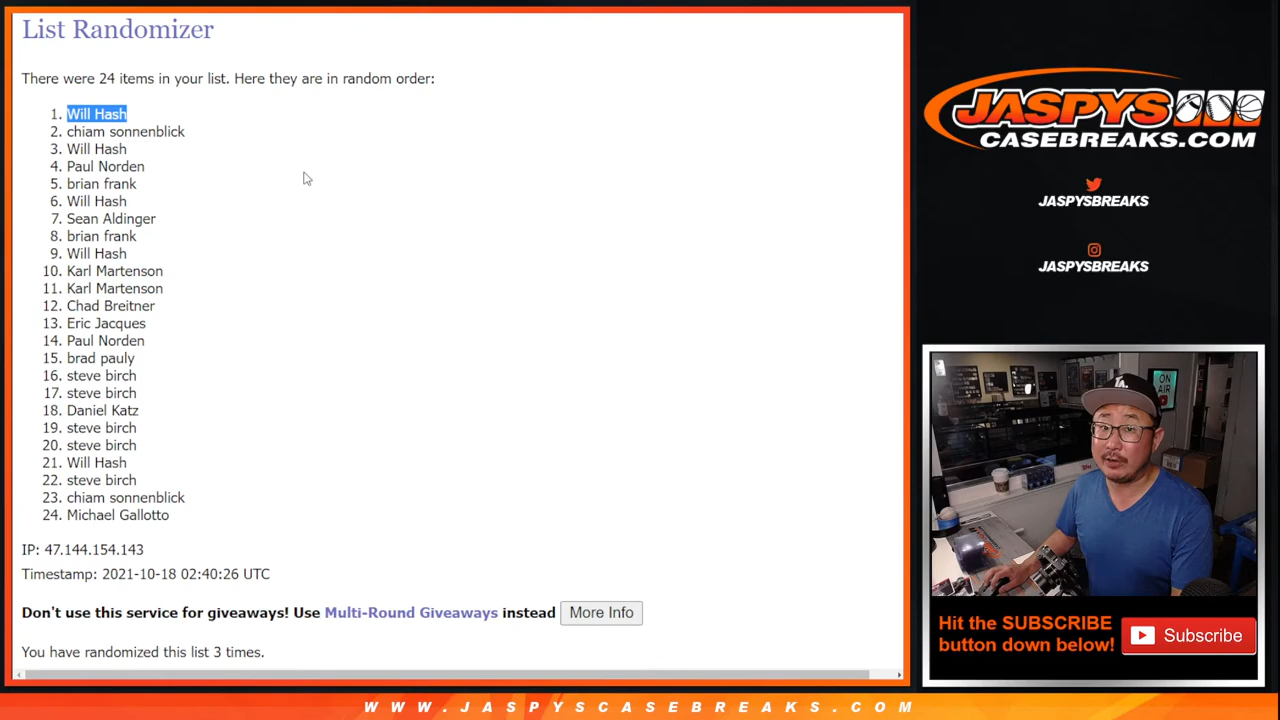 List Randomizer
There were 24 items in your list. Here they are in random order:
1. Will Hash
2. chiam sonnenblick
3. Will Hash
4. Paul Norden
5. brian frank
6. Will Hash
7. Sean Aldinger
8. brian frank
9. Will Hash
10. Karl Martenson
11. Karl Martenson
12. Chad Breitner
13. Eric Jacques
14. Paul Norden
15. brad pauly
16. steve birch
17. steve birch
18. Daniel Katz
19. steve birch
20. steve birch
21. Will Hash
22. steve birch
23. chiam sonnenblick
24. Michael Gallotto
IP: 47.144.154.143
Timestamp: 2021-10-18 02:40:26 UTC
Don't use this service for giveaways! Use Multi-Round Giveaways instead More Info
You have randomized this list 3 times.
JASPYS
CASEBREAKS.COM
JASPYSBREAKS
JASPYSBREAKS
ON
AIR
LA
Hit the SUBSCRIBE
button down below!
Subscribe
WWW.JASPYSCASEBREAKS.COM